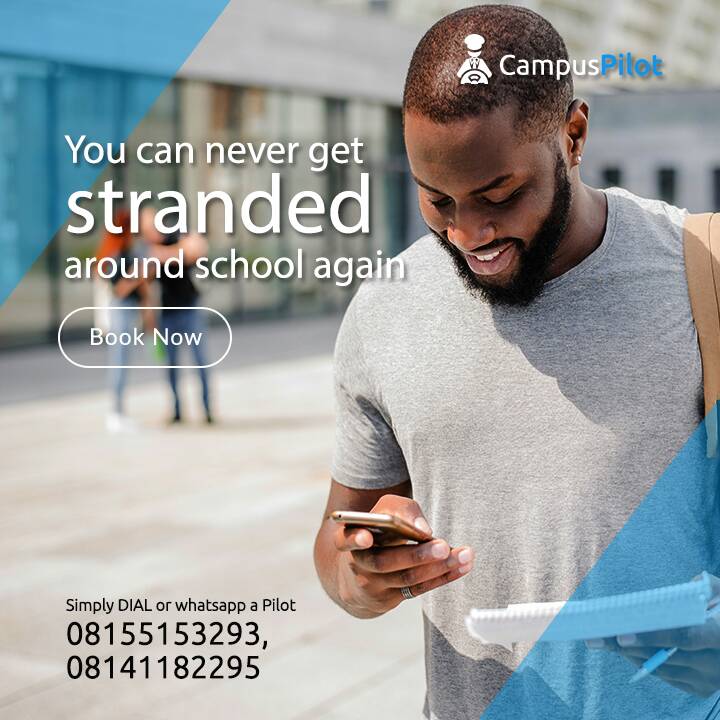 CampusPilot
You can never get
stranded
around school again
Book Now
Simply DIAL or whatsapp a Pilot
08155153293,
08141182295